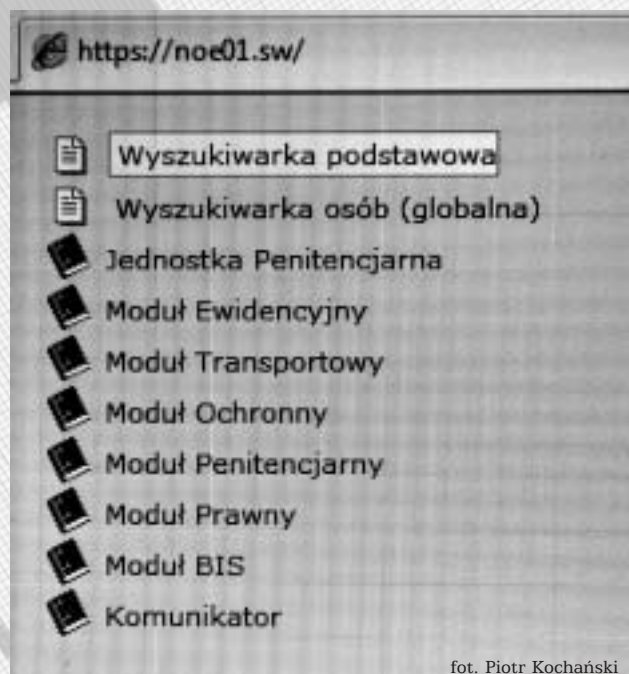 https://noe01.sw/
Wyszukiwarka podstawowa
Wyszukiwarka osób (globalna)
Jednostka Penitencjarna
Moduł Ewidencyjny
Moduł Transportowy
Moduł Ochronny
Moduł Penitencjarny
Moduł Prawny
Moduł BIS
Komunikator
fot. Piotr Kochański